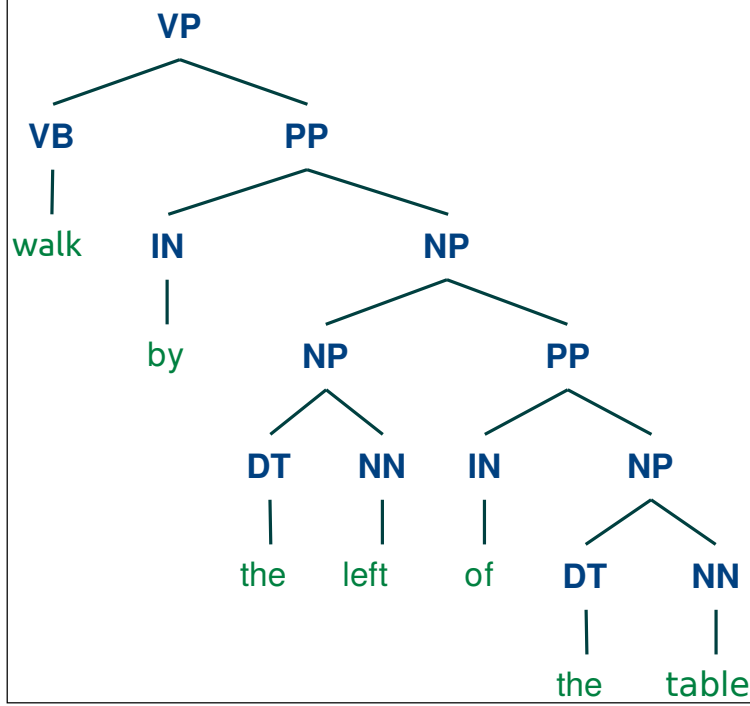 VP
VB PP
walk IN NP
by NP PP
DT NN IN NP
the left of DT NN
the table